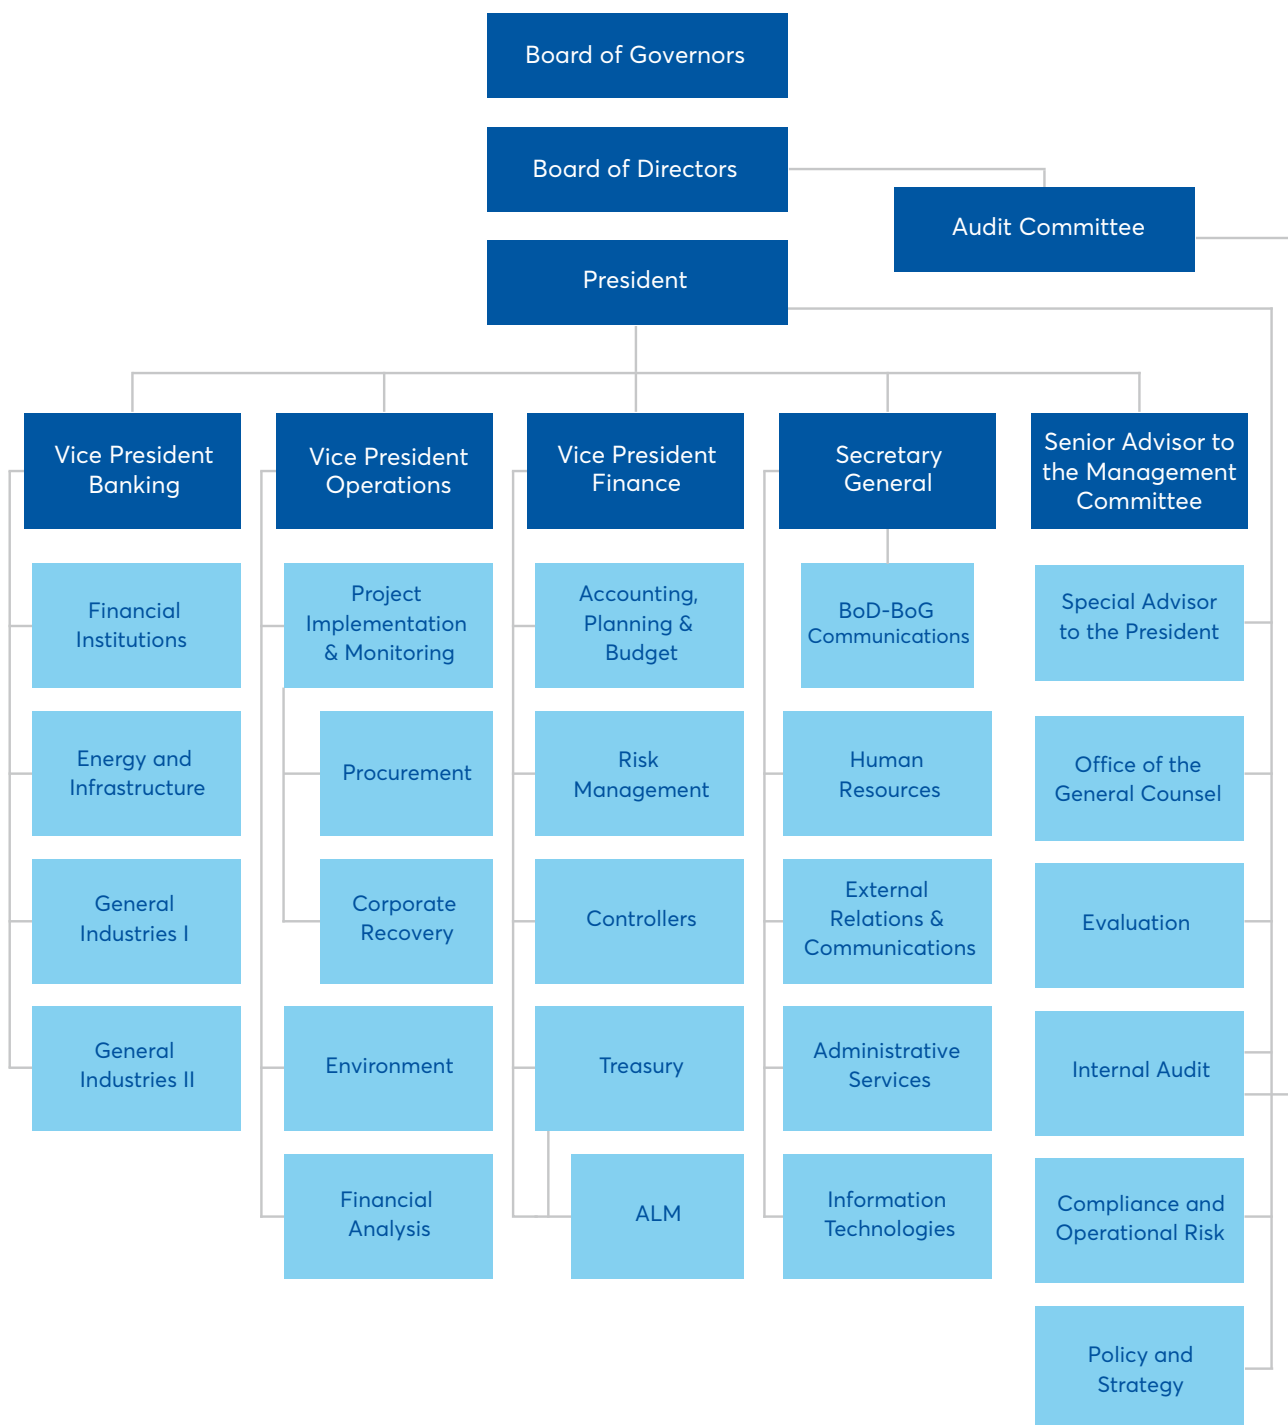 Board of Governors
Board of Directors
Audit Committee
President
Vice President
Banking
Vice President
Operations
Vice President
Finance
Secretary
General
Senior Advisor to
the Management
Committee
Financial
Institutions
Project
Implementation
& Monitoring
Accounting,
Planning &
Budget
BoD-BoG
Communications
Special Advisor
to the President
Energy and
Infrastructure
Procurement
Risk
Management
Human
Resources
Office of the
General Counsel
General
Industries I
Corporate
Recovery
Controllers
External
Relations &
Communications
Evaluation
General
Industries II
Environment
Treasury
Administrative
Services
Internal Audit
Financial
Analysis
ALM
Information
Technologies
Compliance and
Operational Risk
Policy and
Strategy